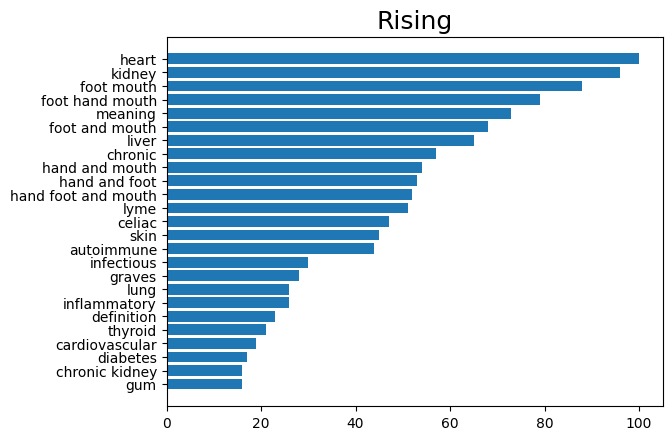 Rising
heart
kidney
foot mouth
foot hand mouth
meaning
foot and mouth
liver
chronic
hand and mouth
hand and foot
hand foot and mouth
lyme
celiac
skin
autoimmune
infectious
graves
lung
inflammatory
definition
thyroid
cardiovascular
diabetes
chronic kidney
gum
0 20 40 60 80 100